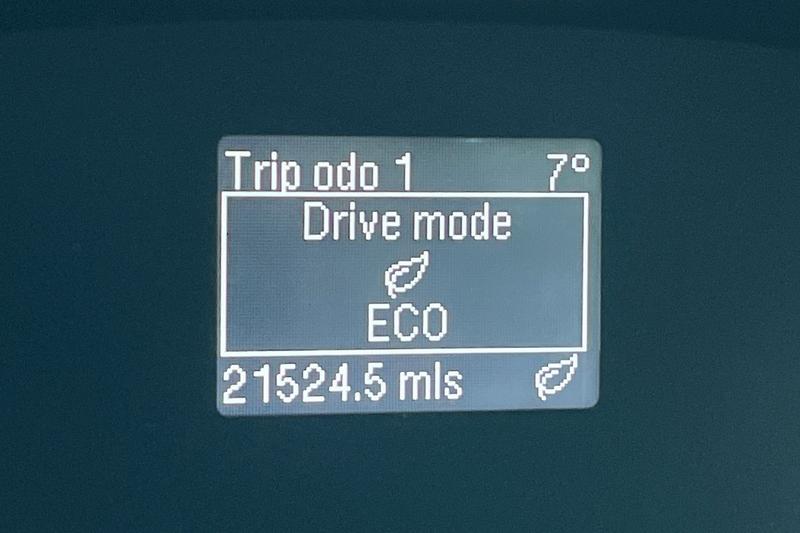 Trip odo 1 7°
Drive mode
ECO
21524.5 mls